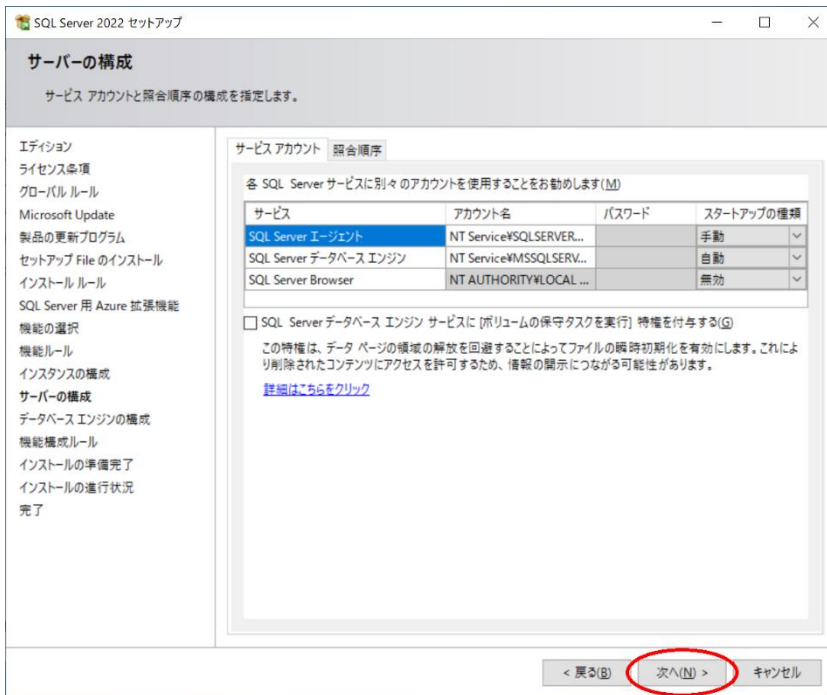 SQL Server 2022 セットアップ
サーバーの構成
サービス アカウントと照合順序の構成を指定します。
エディション
ライセンス条項
グローバル ルール
Microsoft Update
製品の更新プログラム
セットアップ File のインストール
インストール ルール
SQL Server 用 Azure 拡張機能
機能の選択
機能ルール
インスタンスの構成
サーバーの構成
データベース エンジンの構成
機能構成ルール
インストールの準備完了
インストールの進行状況
完了
サービス アカウント 照合順序
各 SQL Server サービスに別々のアカウントを使用することをお勧めします(M)
サービス アカウント名 パスワード スタートアップの種類
SQL Server エージェント NT Service¥SQLSERVER... 手動
SQL Server データベース エンジン NT Service¥MSSQLSERV... 自動
SQL Server Browser NT AUTHORITY¥LOCAL ... 無効
SQL Server データベース エンジン サービスに [ボリュームの保守タスクを実行] 特権を付与する(G)
この特権は、データ ページの領域の解放を回避することによってファイルの瞬時初期化を有効にします。これによ
り削除されたコンテンツにアクセスを許可するため、情報の開示につながる可能性があります。
詳細はこちらをクリック
< 戻る(B) 次へ(N) > キャンセル